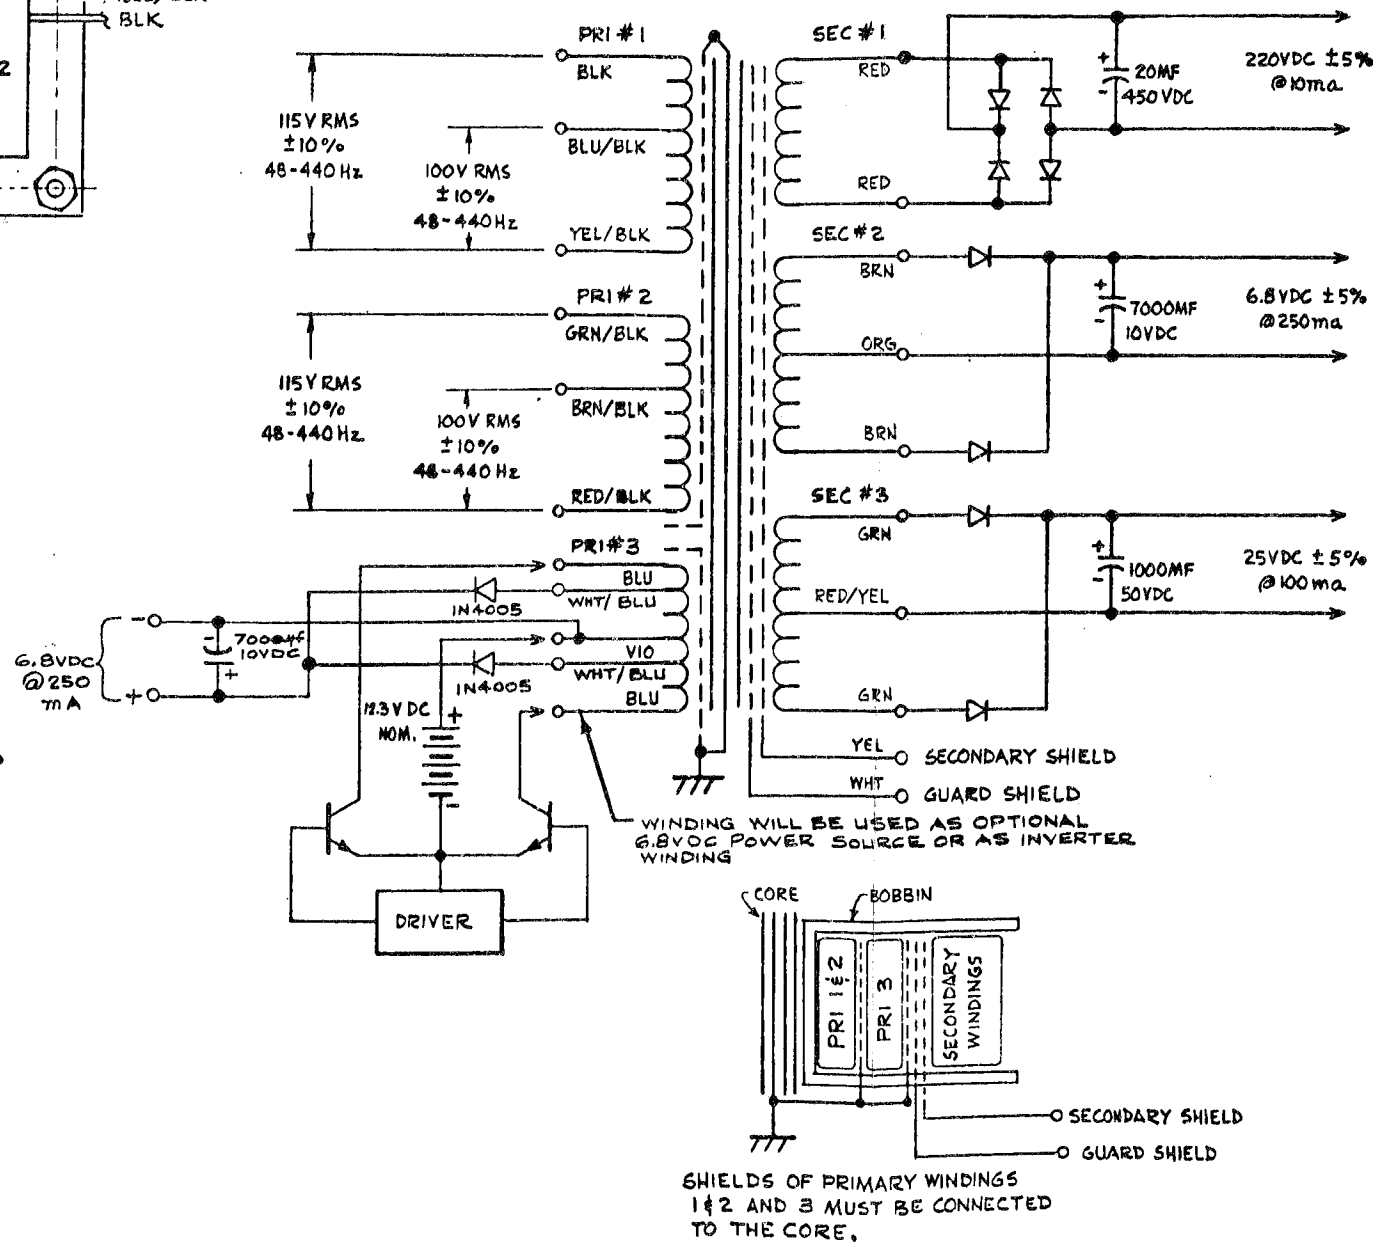 BLK
2
PRI #1
BLK
115V RMS
±10%
48-440Hz
BLU/BLK
100V RMS
±10%
48-440Hz
YEL/BLK
PRI #2
GRN/BLK
115V RMS
±10%
48-440Hz
BRN/BLK
100V RMS
±10%
48-440Hz
RED/BLK
PRI #3
BLU
WHT/BLU
1N4005
VIO
WHT/BLU
1N4005
BLU
-
6.8VDC
@250
mA
+
-
7000mf
10VDC
+
12.3VDC
NOM.
+
-
DRIVER
SEC #1
RED
RED
+
-
20MF
450VDC
220VDC ±5%
@10ma
SEC #2
BRN
ORG
BRN
+
-
7000MF
10VDC
6.8VDC ±5%
@250ma
SEC #3
GRN
RED/YEL
GRN
+
-
1000MF
50VDC
25VDC ±5%
@100ma
YEL
SECONDARY SHIELD
WHT
GUARD SHIELD
WINDING WILL BE USED AS OPTIONAL
6.8VDC POWER SOURCE OR AS INVERTER
WINDING
CORE
BOBBIN
PRI 1&2
PRI 3
SECONDARY
WINDINGS
SECONDARY SHIELD
GUARD SHIELD
SHIELDS OF PRIMARY WINDINGS
1&2 AND 3 MUST BE CONNECTED
TO THE CORE.